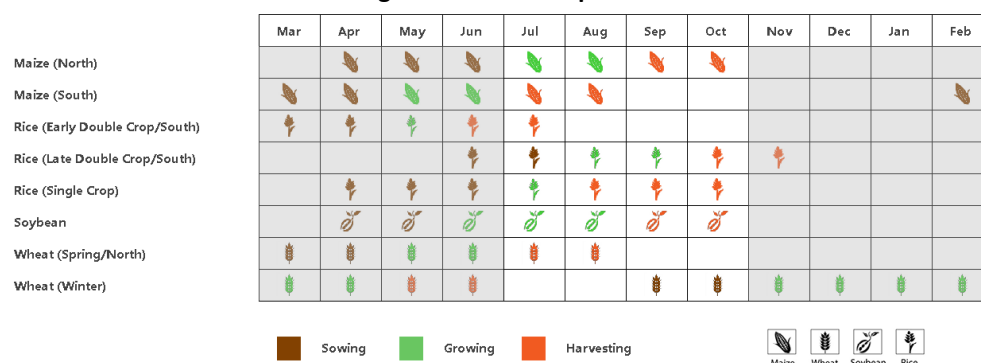 Mar Apr May Jun Jul Aug Sep Oct Nov Dec Jan Feb
Maize (North)
Maize (South)
Rice (Early Double Crop/South)
Rice (Late Double Crop/South)
Rice (Single Crop)
Soybean
Wheat (Spring/North)
Wheat (Winter)
Sowing Growing Harvesting
Maize Wheat Soybean Rice